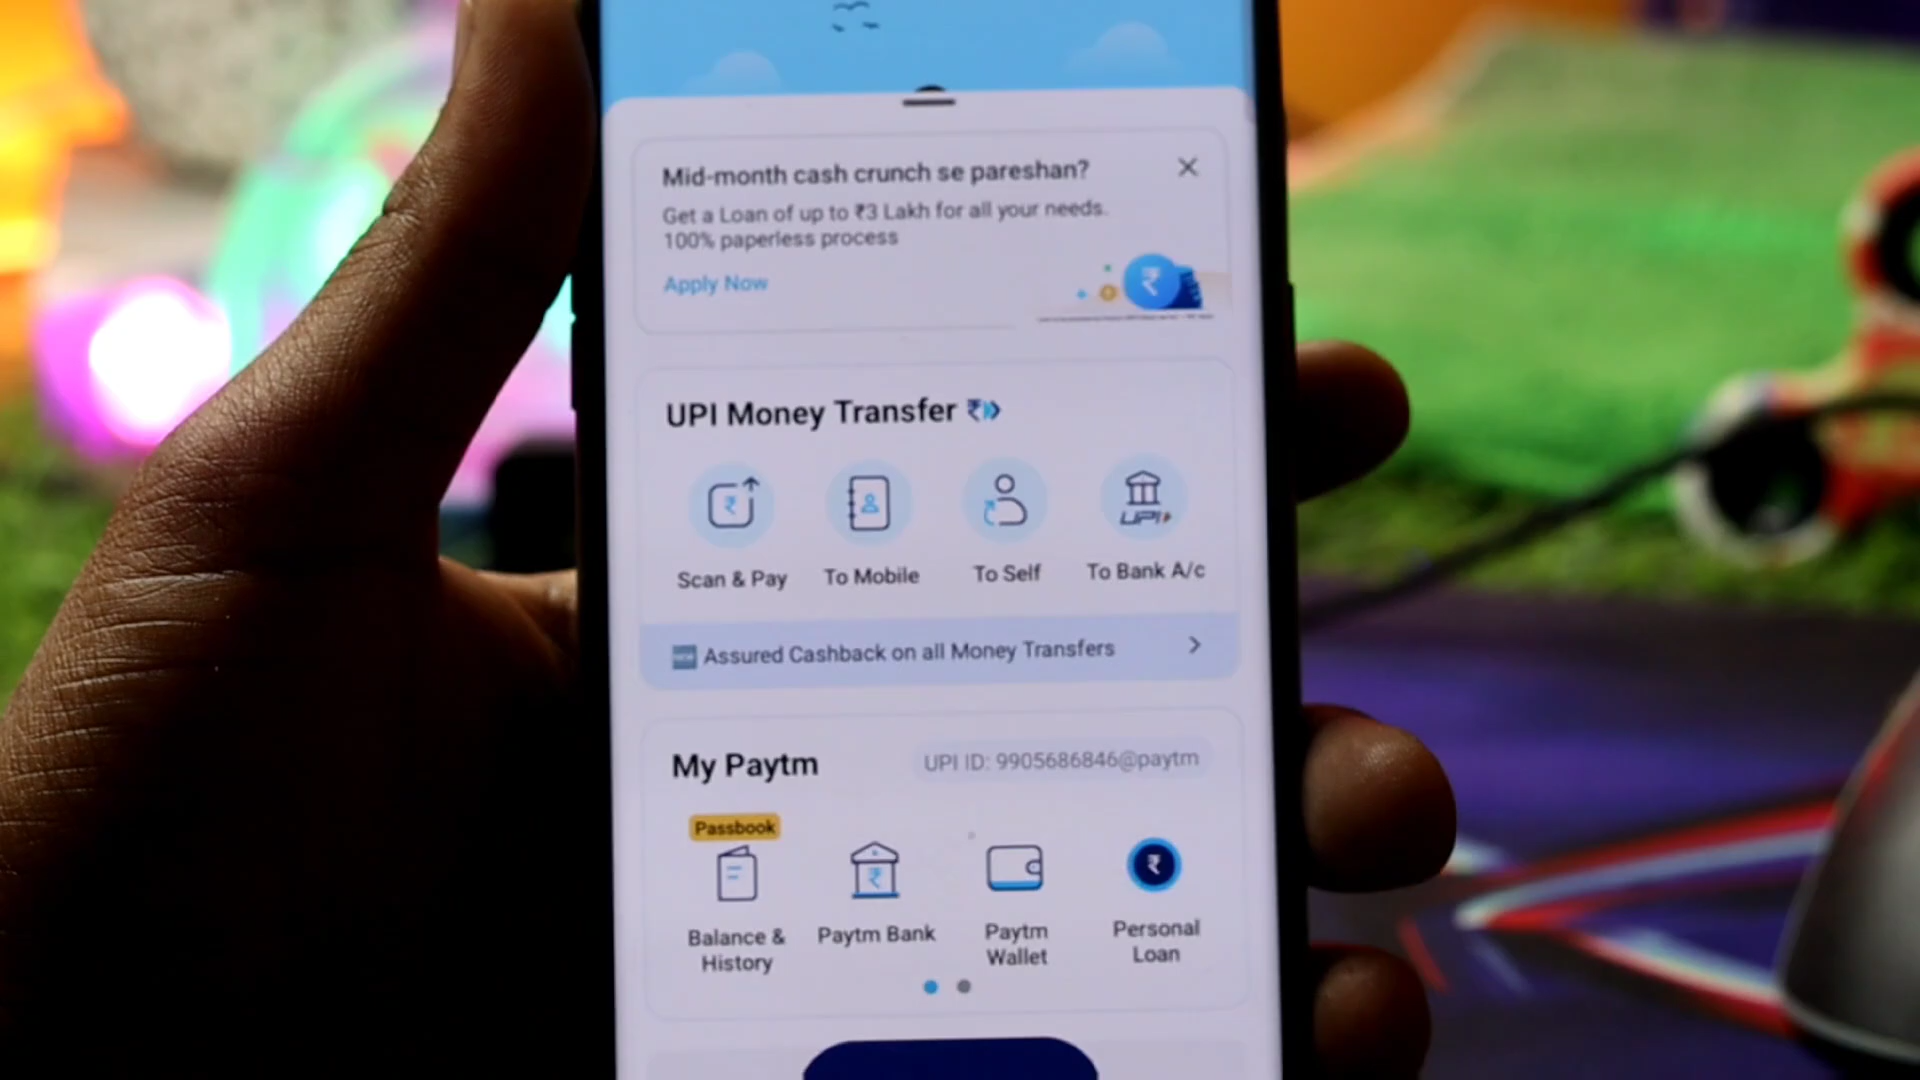 Mid-month cash crunch se pareshan?
Get a Loan of up to ₹3 Lakh for all your needs.
100% paperless process
Apply Now
UPI Money Transfer
Scan & Pay
To Mobile
To Self
UPI
To Bank A/c
NEW Assured Cashback on all Money Transfers
My Paytm
UPI ID: 9905686846@paytm
Passbook
Balance & History
Paytm Bank
Paytm Wallet
Personal Loan